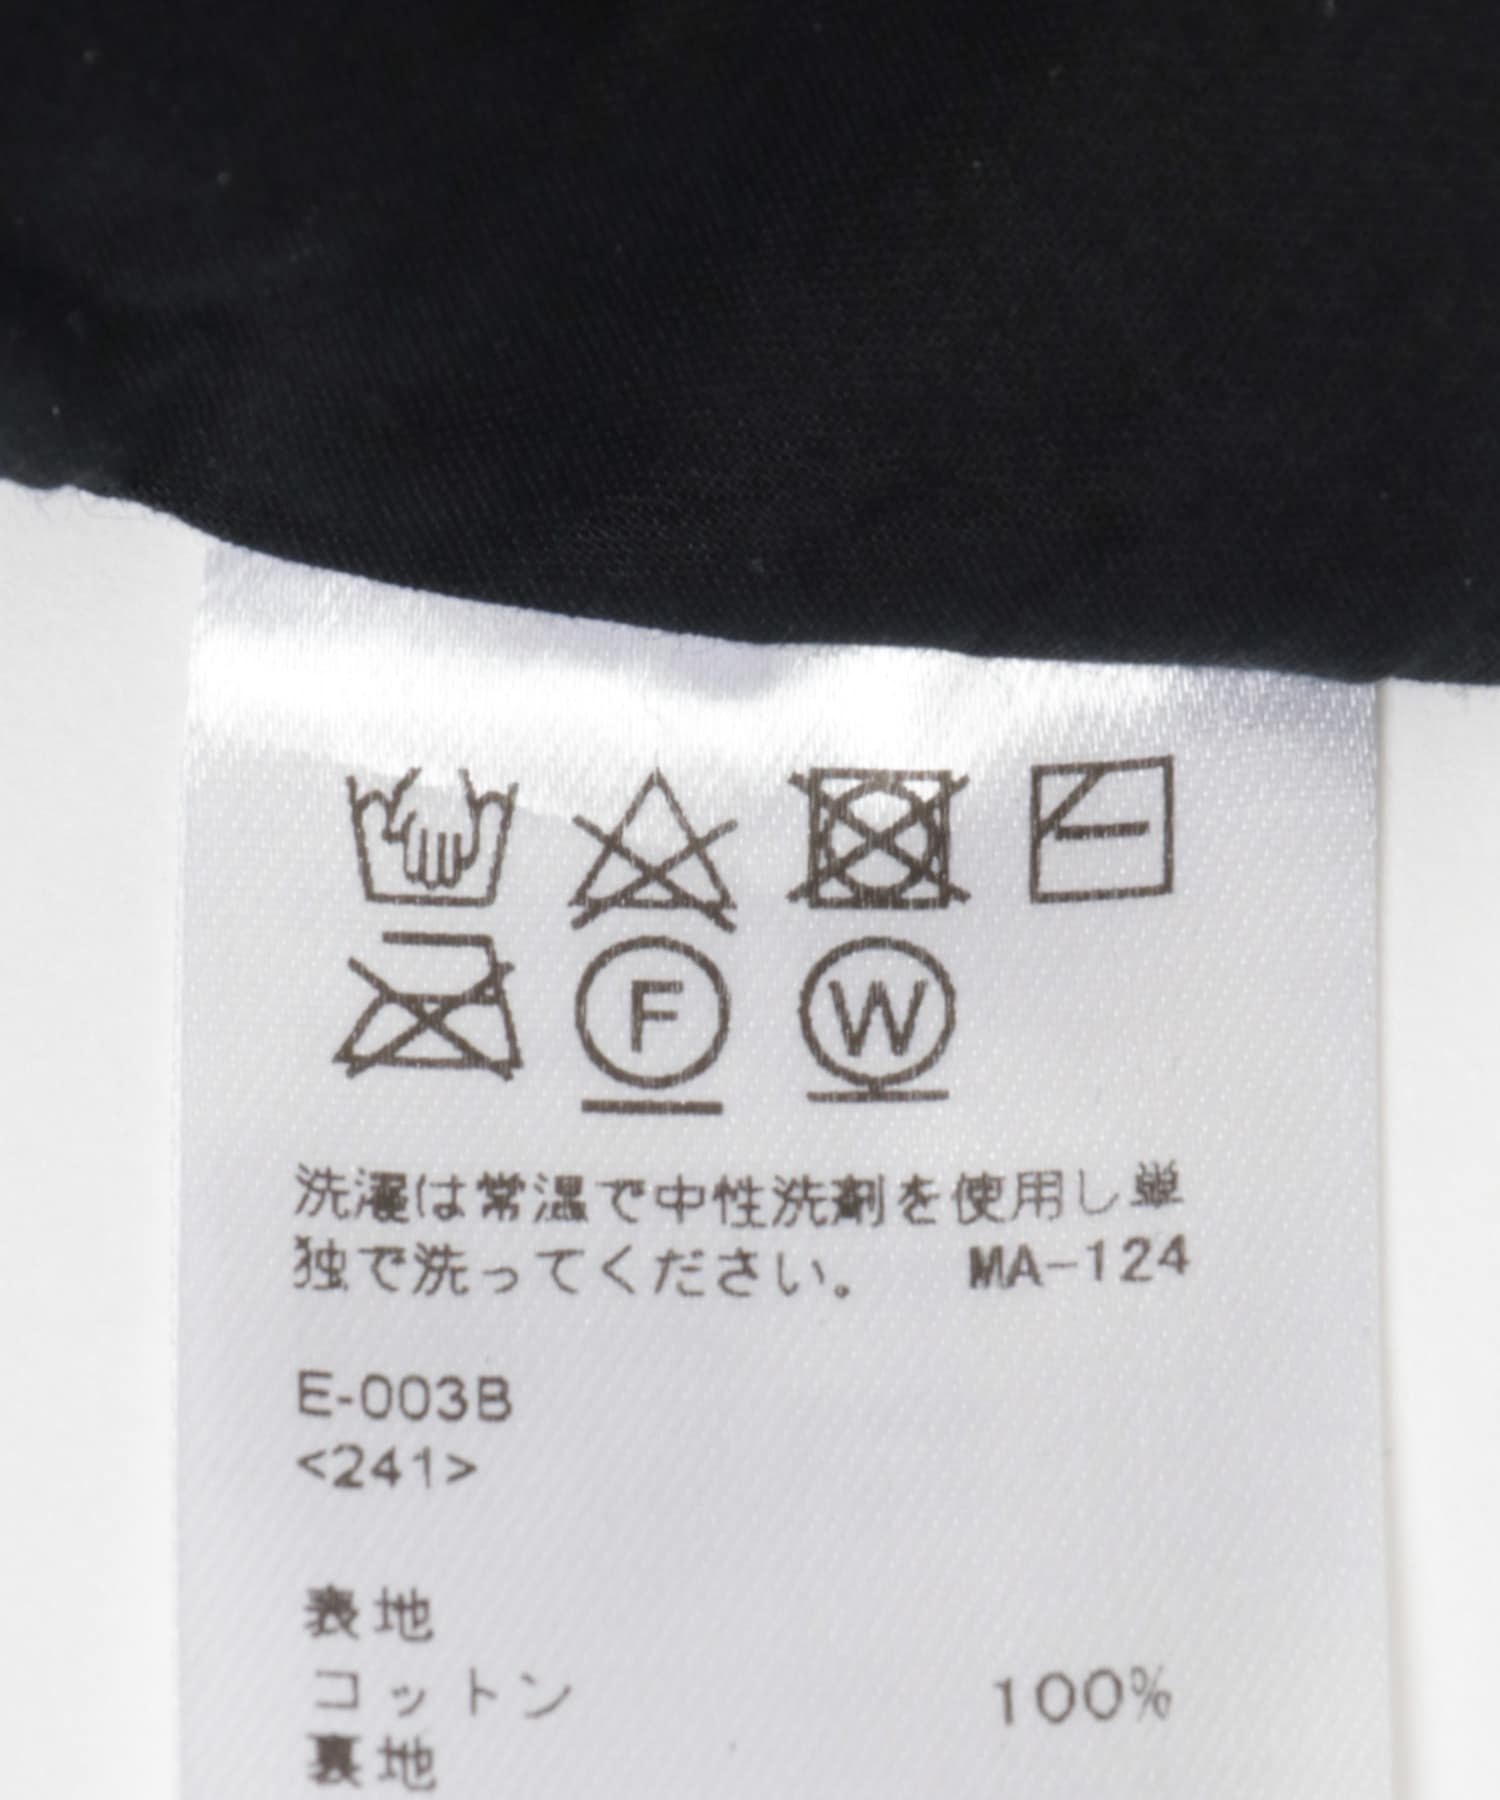 F W
洗濯は常温で中性洗剤を使用し単
独で洗ってください。 MA-124
E-003B
<241>
表地
コットン 100%
裏地